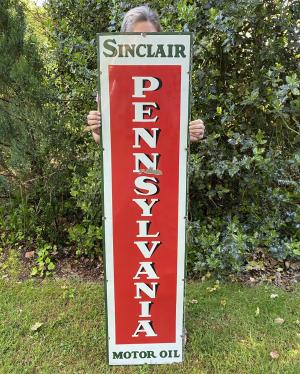 SINCLAIR
PENNSYLVANIA
MOTOR OIL